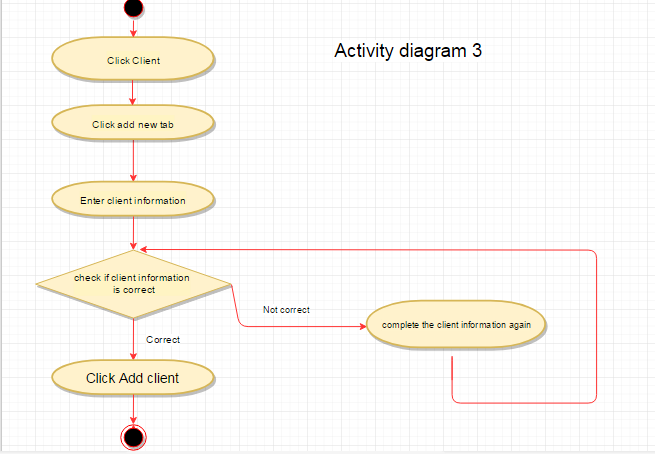 Activity diagram 3
Click Client
Click add new tab
Enter client information
check if client information
is correct
Not correct
complete the client information again
Correct
Click Add client